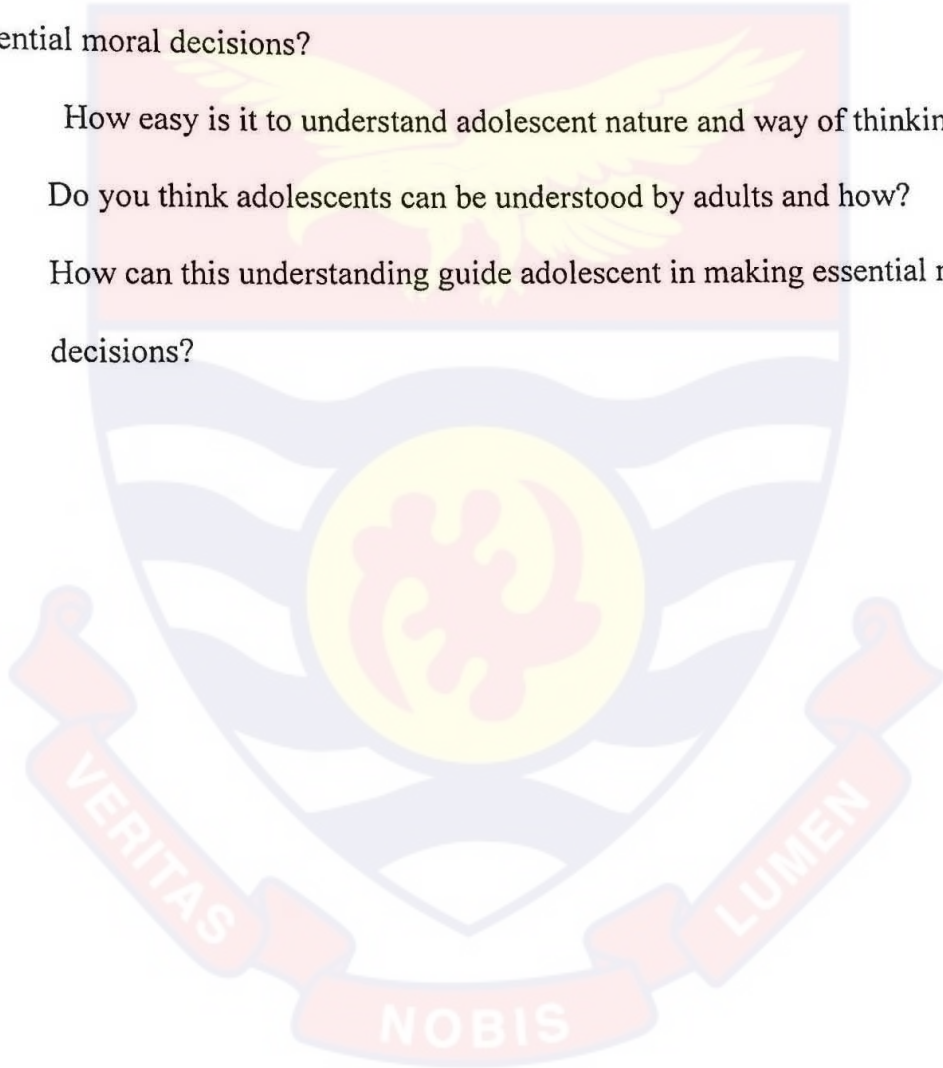 ential moral decisions?
How easy is it to understand adolescent nature and way of thinkin
Do you think adolescents can be understood by adults and how?
How can this understanding guide adolescent in making essential
decisions?
VERITAS
NOBIS
LUMEN